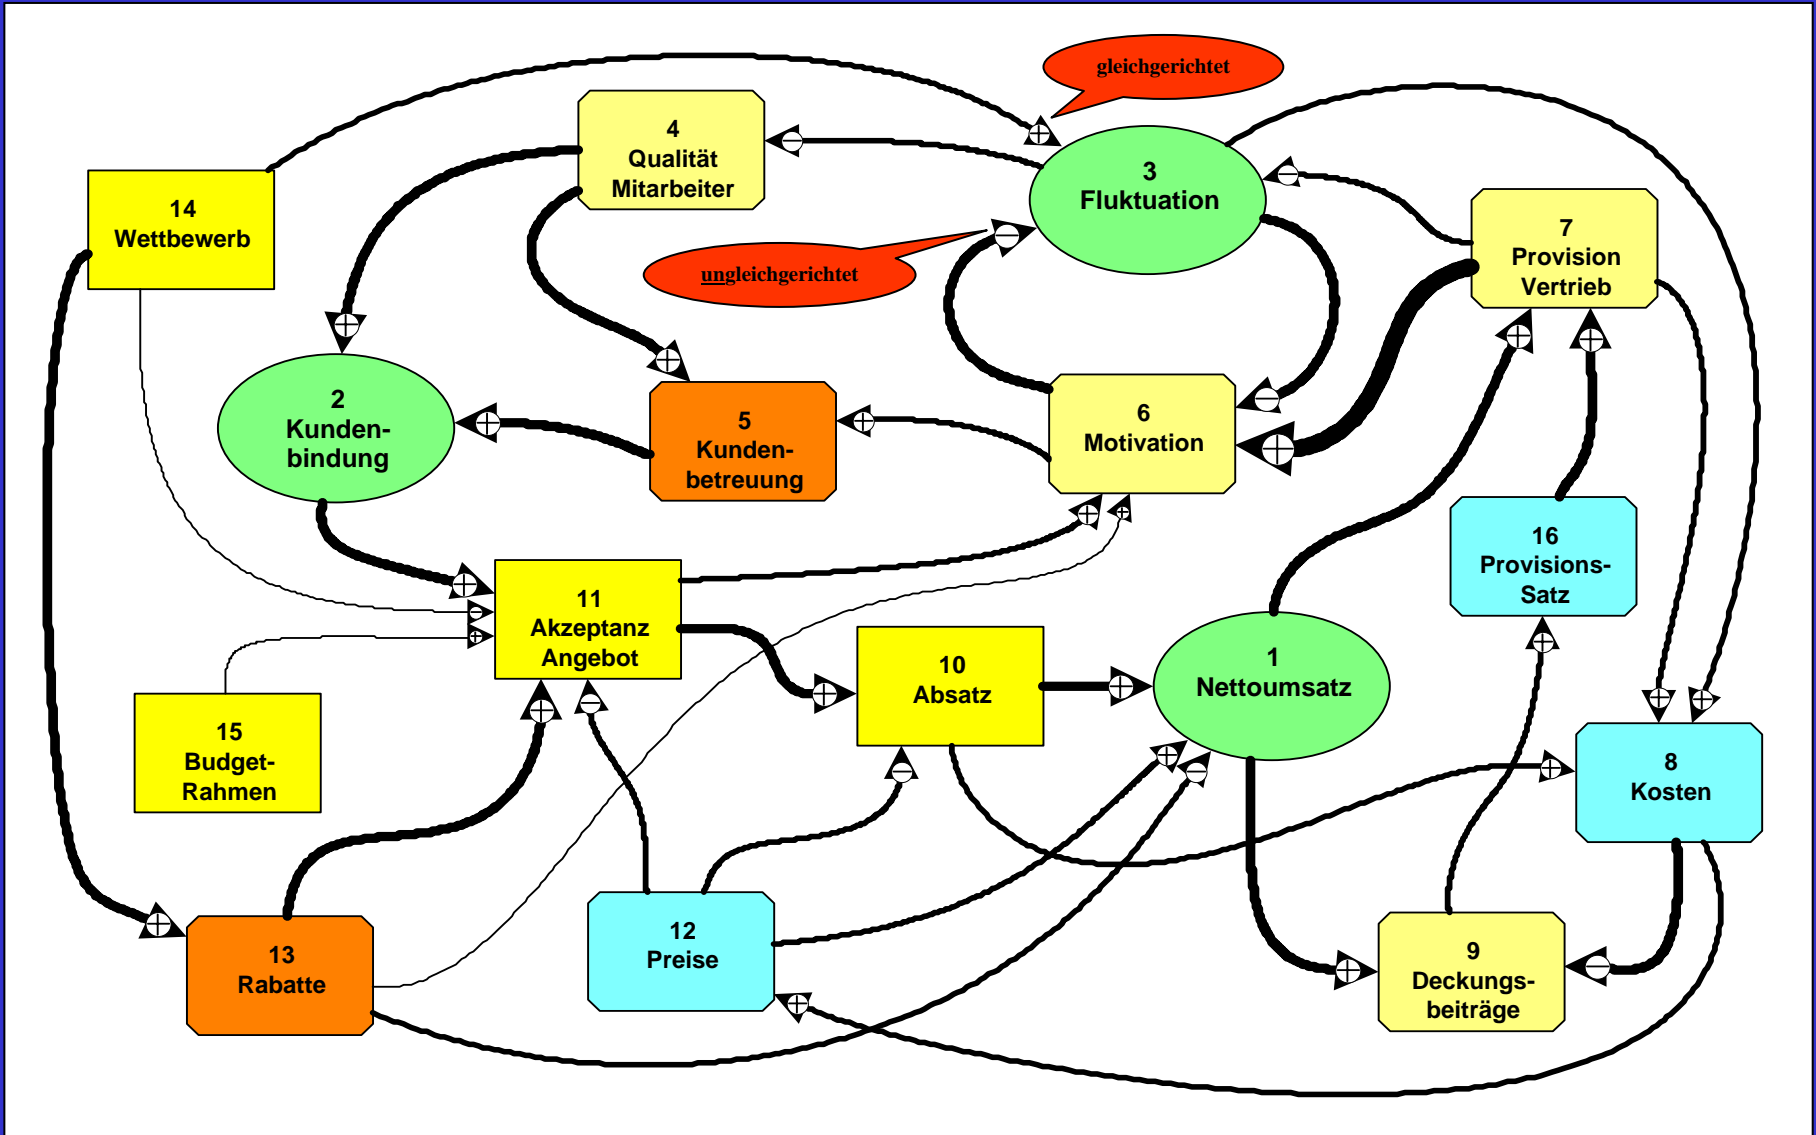 gleichgerichtet
4
Qualität
Mitarbeiter
3
Fluktuation
14
Wettbewerb
7
Provision
Vertrieb
ungleichgerichtet
2
Kunden-
bindung
5
Kunden-
betreuung
6
Motivation
16
Provisions-
Satz
11
Akzeptanz
Angebot
10
Absatz
1
Nettoumsatz
15
Budget-
Rahmen
8
Kosten
13
Rabatte
12
Preise
9
Deckungs-
beiträge